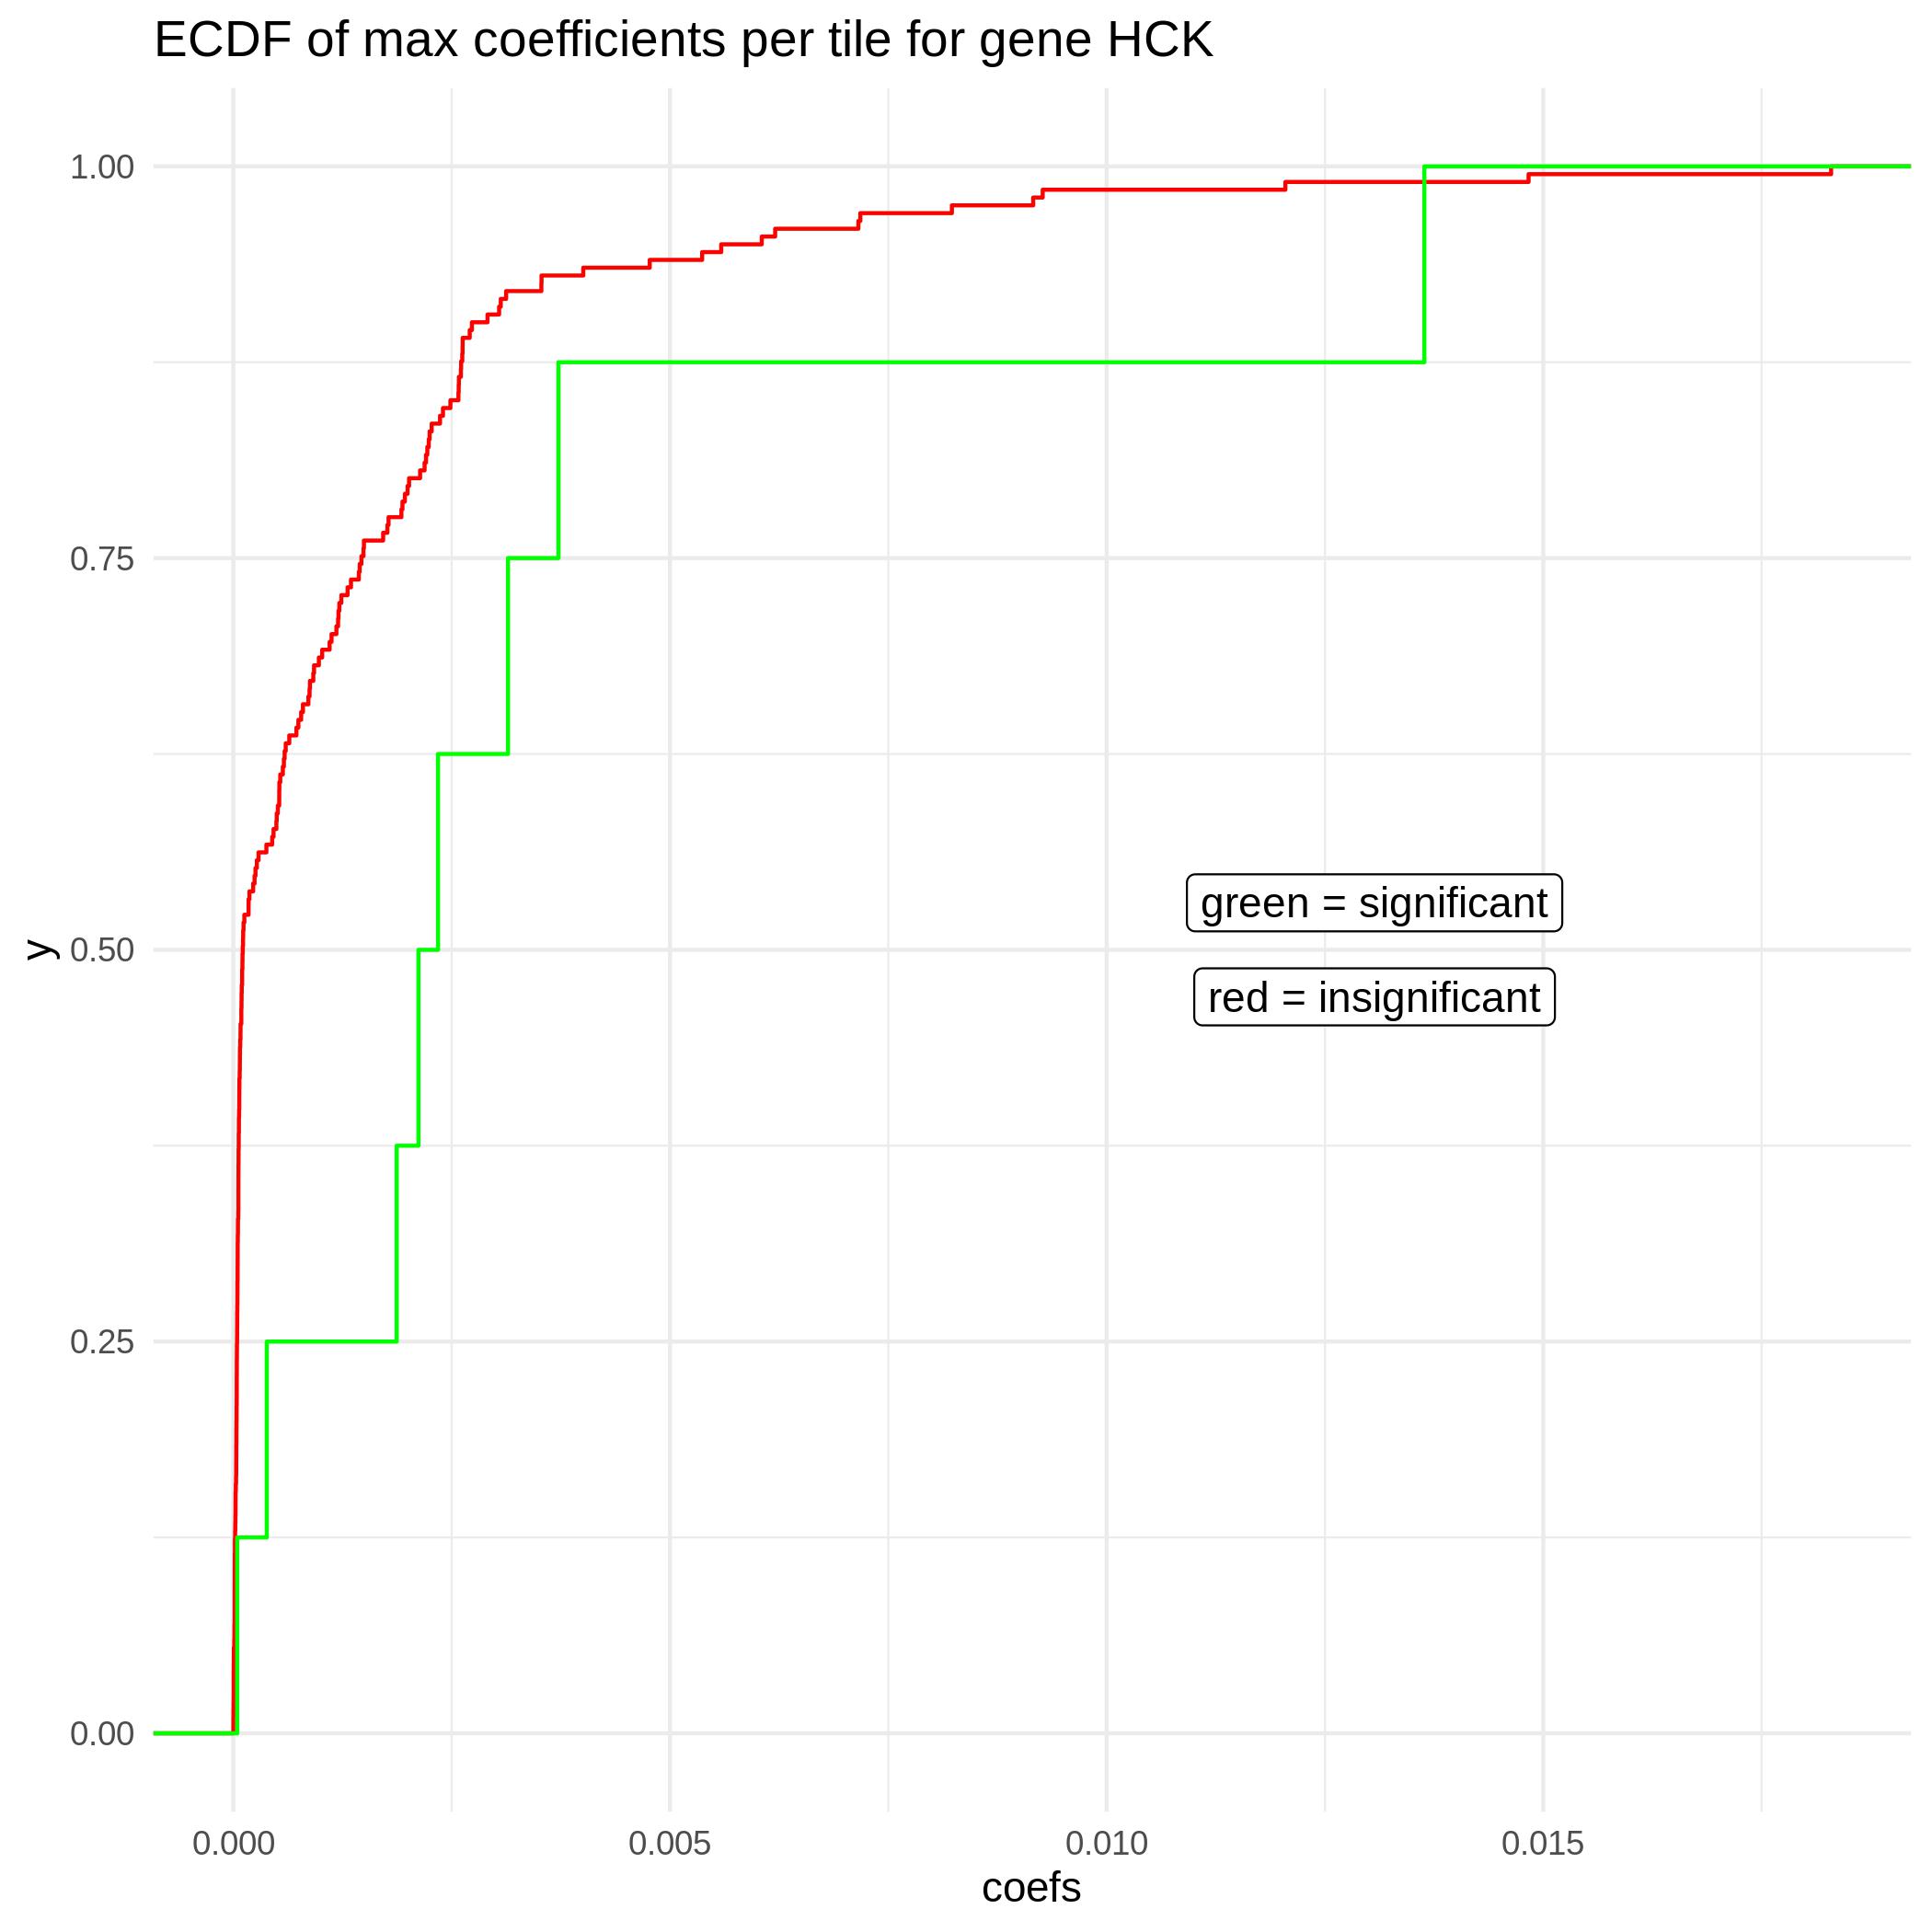 ECDF of max coefficients per tile for gene HCK
1.00
0.75
y
0.50
0.25
0.00
green = significant
red = insignificant
0.000 0.005 0.010 0.015
coefs